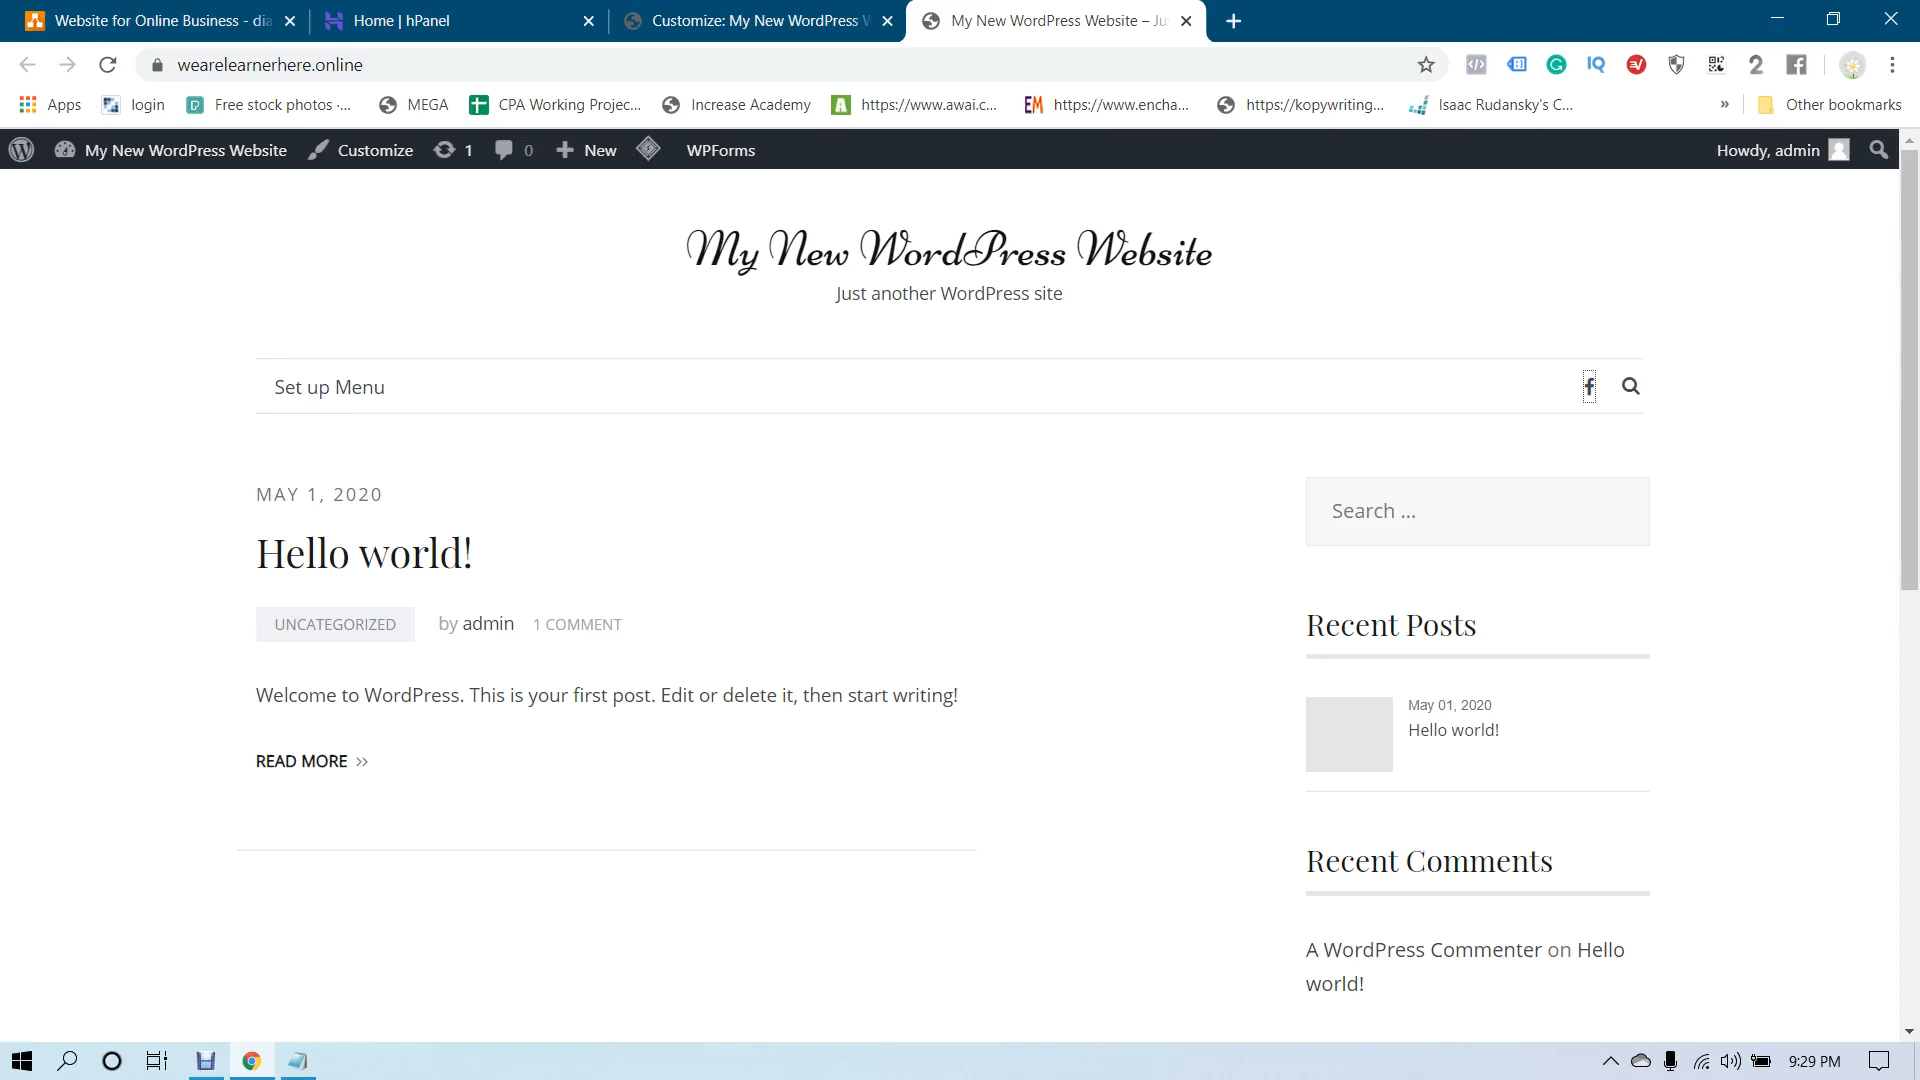 Website for Online Business - dia
Home | hPanel
Customize: My New WordPress W
My New WordPress Website – Ju
wearelearnerhere.online
Apps
login
Free stock photos ·...
MEGA
CPA Working Projec...
Increase Academy
https://www.awai.c...
https://www.encha...
https://kopywriting...
Isaac Rudansky's C...
»
Other bookmarks
My New WordPress Website
Customize
1
0
New
WPForms
Howdy, admin
My New WordPress Website
Just another WordPress site
Set up Menu
MAY 1, 2020
Hello world!
UNCATEGORIZED by admin 1 COMMENT
Welcome to WordPress. This is your first post. Edit or delete it, then start writing!
READ MORE »
Search ...
Recent Posts
May 01, 2020
Hello world!
Recent Comments
A WordPress Commenter on Hello
world!
9:29 PM